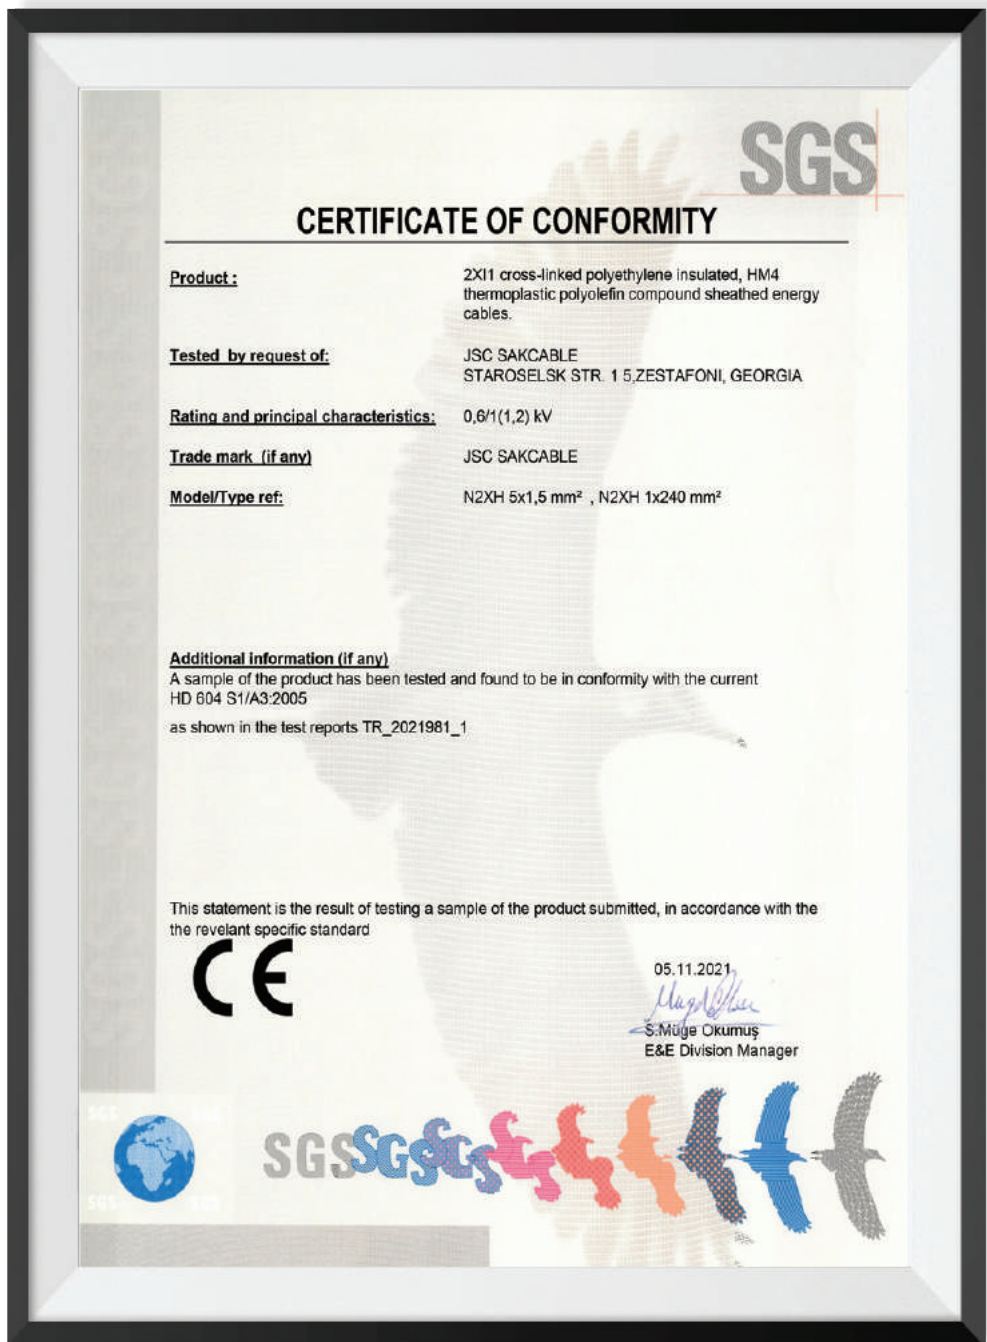 SGS
CERTIFICATE OF CONFORMITY
Product :
2XI1 cross-linked polyethylene insulated, HM4
thermoplastic polyolefin compound sheathed energy
cables.
Tested by request of:
JSC SAKCABLE
STAROSELSK STR. 1 5,ZESTAFONI, GEORGIA
Rating and principal characteristics:
0,6/1(1,2) kV
Trade mark (if any)
JSC SAKCABLE
Model/Type ref:
N2XH 5x1,5 mm² , N2XH 1x240 mm²
Additional information (if any)
A sample of the product has been tested and found to be in conformity with the current
HD 604 S1/A3:2005
as shown in the test reports TR_2021981_1
This statement is the result of testing a sample of the product submitted, in accordance with the
the revelant specific standard
CE
05.11.2021
S.Müge Okumuş
E&E Division Manager
SGS SGS
SGS SGS SGS
SGS SGS